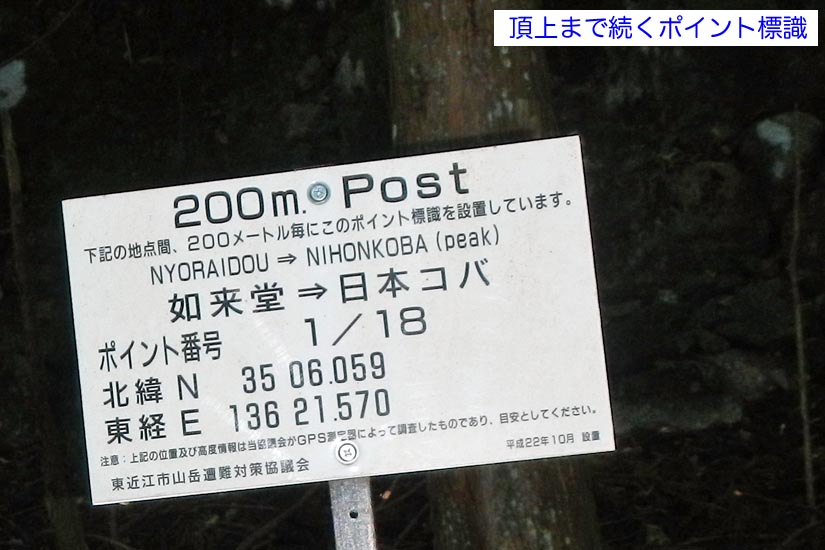 頂上まで続くポイント標識
200m. Post
下記の地点間、200メートル毎にこのポイント標識を設置しています。
NYORAIDOU ⇒ NIHONKOBA (peak)
如来堂 ⇒ 日本コバ
ポイント番号 1／18
北緯 N 35 06.059
東経 E 136 21.570
注意：上記の位置及び高度情報は当協議会がGPS測定器によって調査したものであり、目安としてください。
平成22年10月 設置
東近江市山岳遭難対策協議会